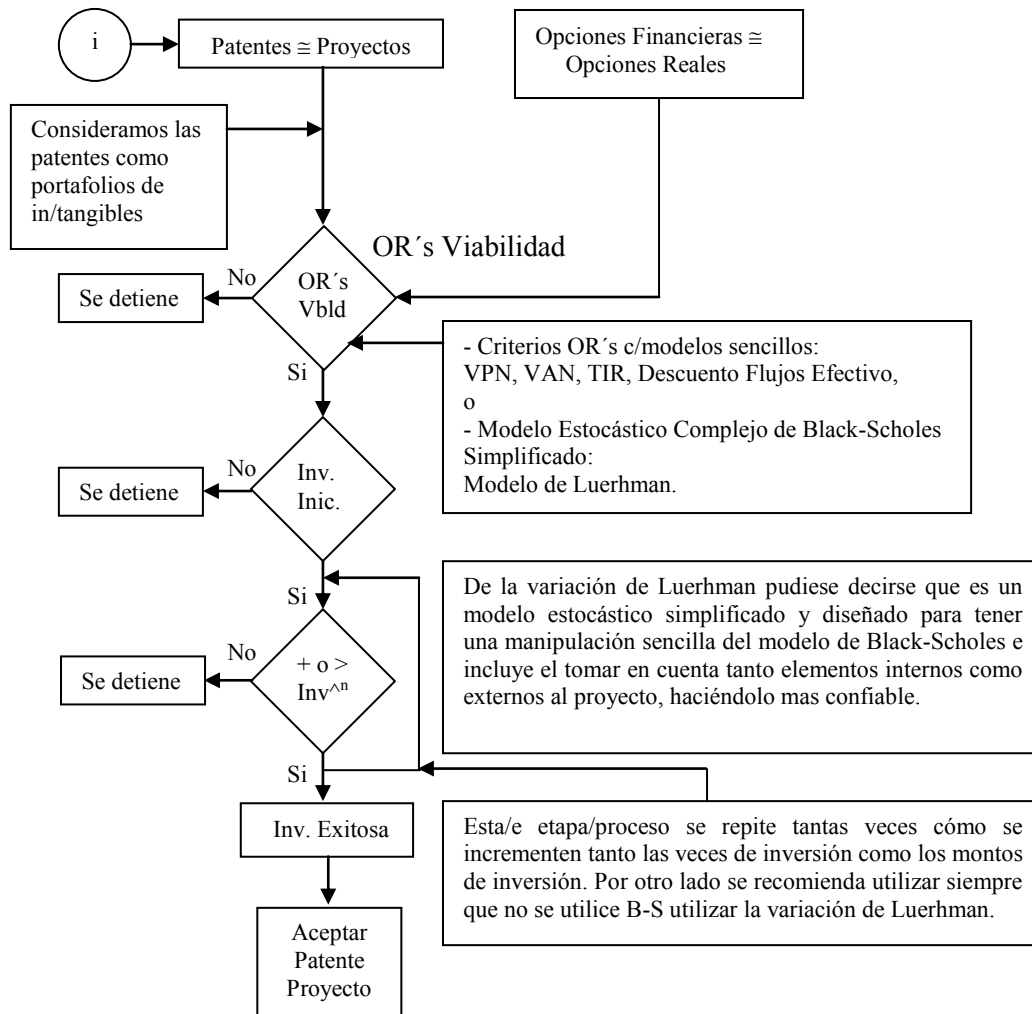 i
Patentes ≅ Proyectos
Opciones Financieras ≅
Opciones Reales
Consideramos las
patentes como
portafolios de
in/tangibles
OR´s Viabilidad
No
OR´s
Vbld
Se detiene
Si
- Criterios OR´s c/modelos sencillos:
VPN, VAN, TIR, Descuento Flujos Efectivo,
o
- Modelo Estocástico Complejo de Black-Scholes
Simplificado:
Modelo de Luerhman.
No
Inv.
Inic.
Se detiene
Si
De la variación de Luerhman pudiese decirse que es un
modelo estocástico simplificado y diseñado para tener
una manipulación sencilla del modelo de Black-Scholes e
incluye el tomar en cuenta tanto elementos internos como
externos al proyecto, haciéndolo mas confiable.
No
+ o >
Inv^ⁿ
Se detiene
Si
Inv. Exitosa
Esta/e etapa/proceso se repite tantas veces cómo se
incrementen tanto las veces de inversión como los montos
de inversión. Por otro lado se recomienda utilizar siempre
que no se utilice B-S utilizar la variación de Luerhman.
Aceptar
Patente
Proyecto